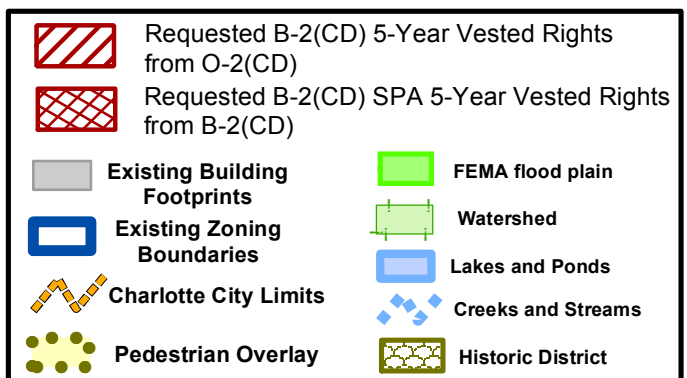 Requested B-2(CD) 5-Year Vested Rights
from O-2(CD)
Requested B-2(CD) SPA 5-Year Vested Rights
from B-2(CD)
Existing Building
Footprints
Existing Zoning
Boundaries
Charlotte City Limits
Pedestrian Overlay
FEMA flood plain
Watershed
Lakes and Ponds
Creeks and Streams
Historic District